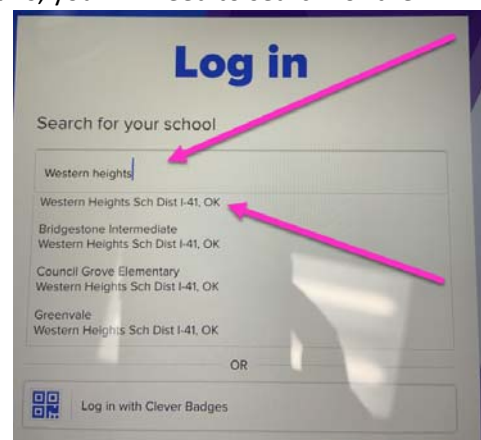 Log in
Search for your school
Western heights
Western Heights Sch Dist I-41, OK
Bridgestone Intermediate
Western Heights Sch Dist I-41, OK
Council Grove Elementary
Western Heights Sch Dist I-41, OK
Greenvale
Western Heights Sch Dist I-41, OK
OR
Log in with Clever Badges